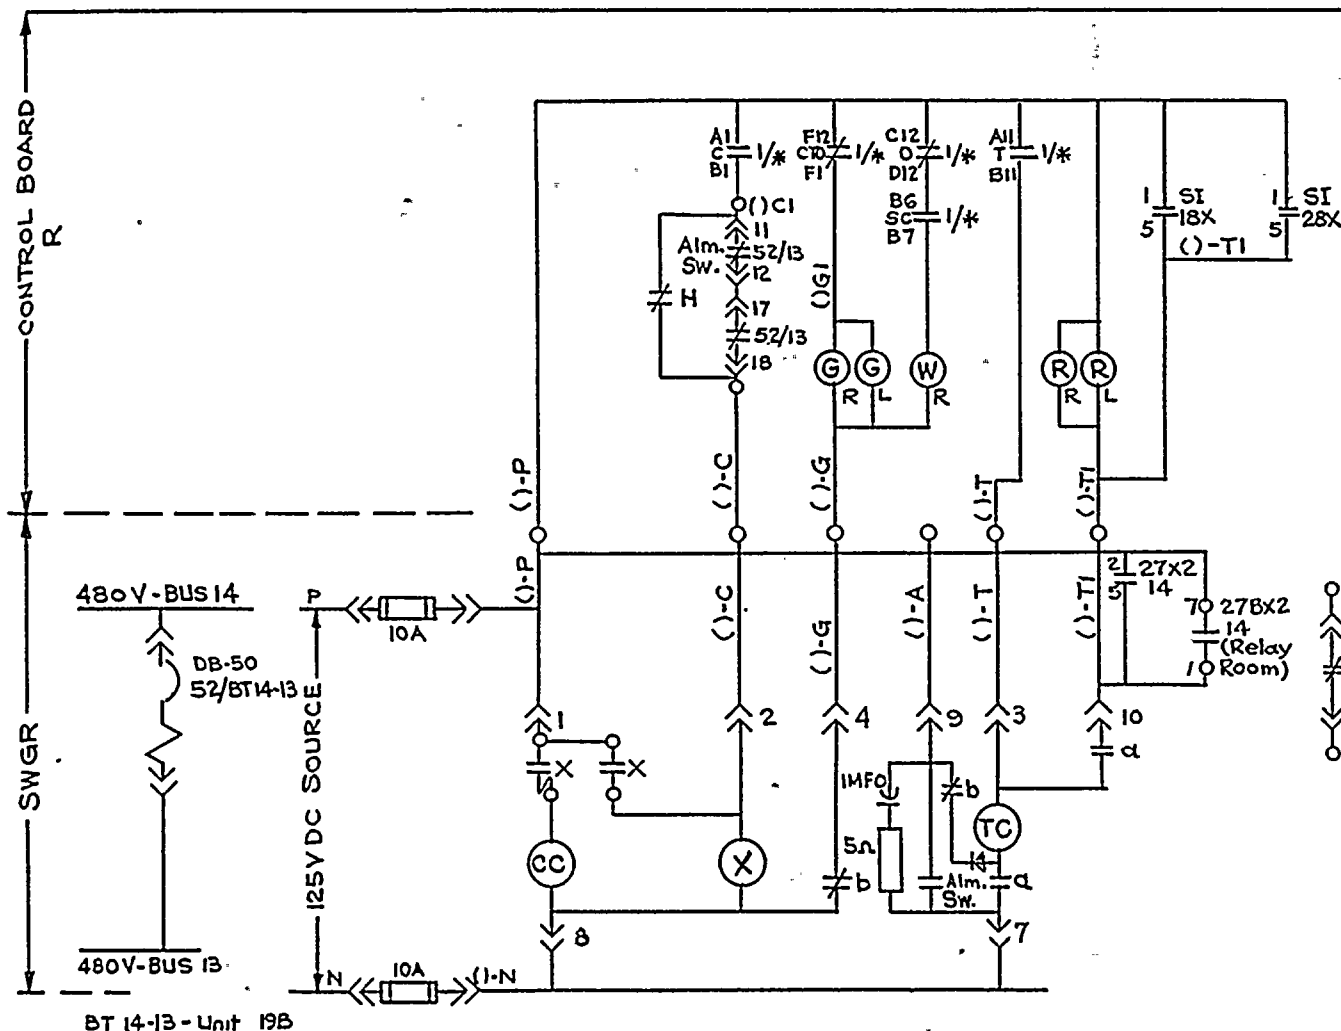 CONTROL BOARD
R
A1
C
B1
1/*
F12
C10
F1
1/*
C12
O
D12
1/*
A11
T
B11
1/*
B6
SC
B7
1/*
1
5
SI
18X
1
5
SI
28X
()-T1
()C1
11
Alm.
Sw.
52/13
12
H
17
52/13
18
()G1
G
G
R
L
W
R
R
R
R
L
()-P
()-C
()-G
()-T
()-T1
SWGR
480V-BUS 14
DB-50
52/BT14-13
480V-BUS 13
125VDC SOURCE
P
10A
N
10A
()-N
()-P
()-C
()-G
()-A
()-T
()-T1
2
5
27X2
14
7
1
27BX2
14
(Relay
Room)
1
2
4
9
3
10
X
X
a
1MFD
b
TC
5Ω
CC
X
b
Alm.
Sw.
a
8
7
BT 14-13 - Unit 19B